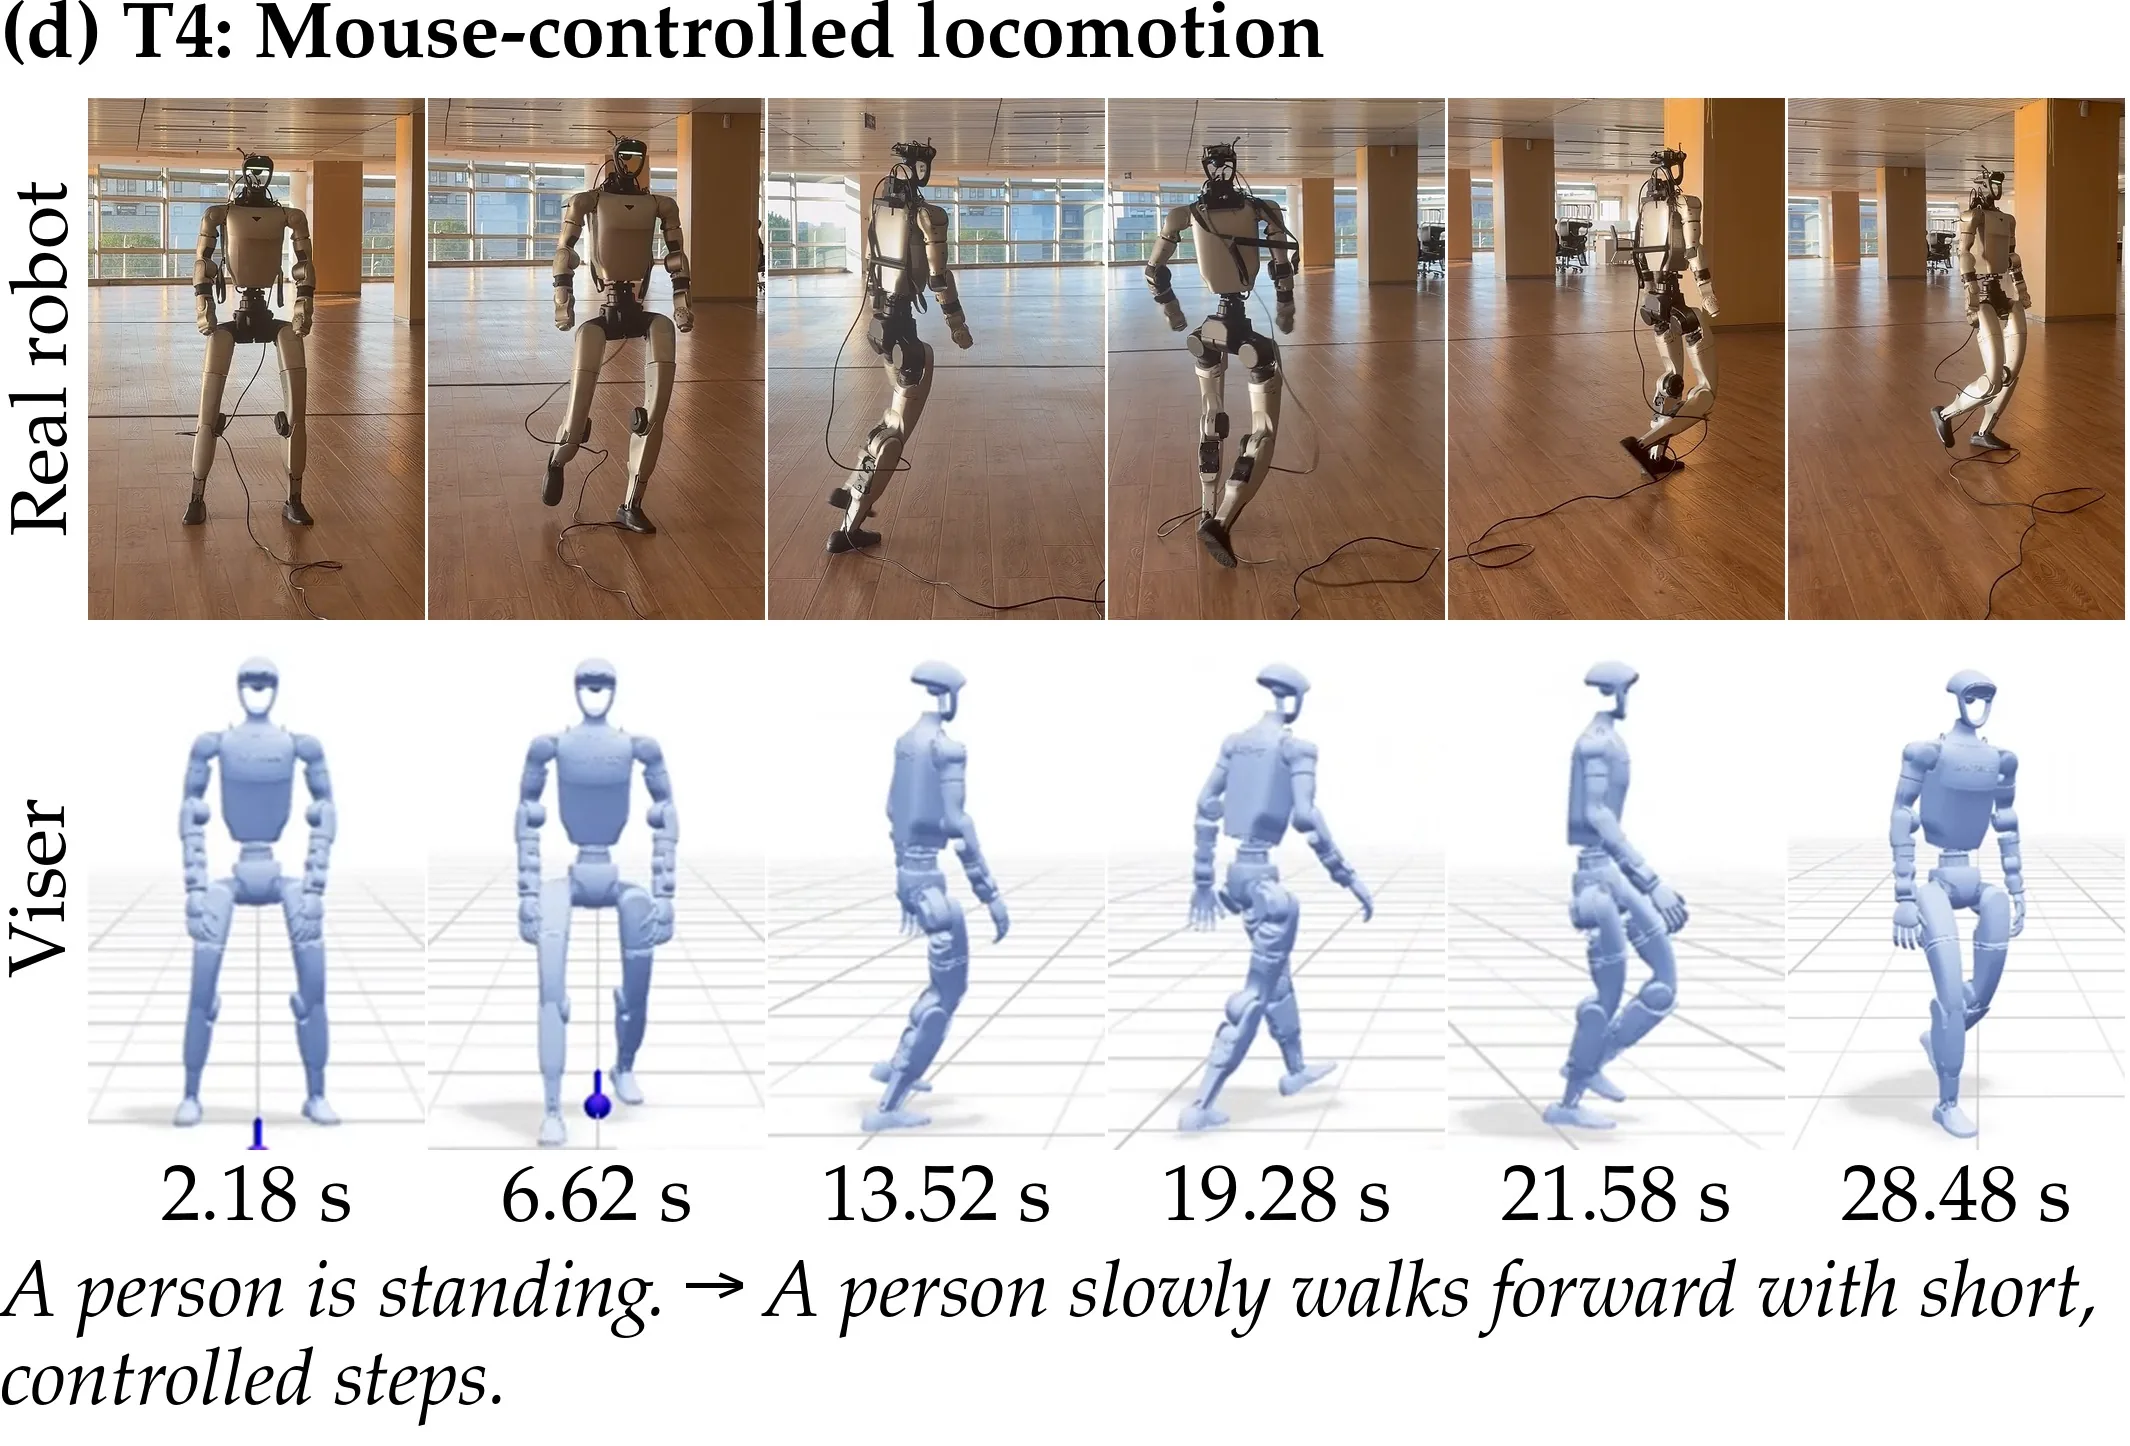 (d) T4: Mouse-controlled locomotion
Real robot
Viser
2.18 s 6.62 s 13.52 s 19.28 s 21.58 s 28.48 s
A person is standing. → A person slowly walks forward with short,
controlled steps.